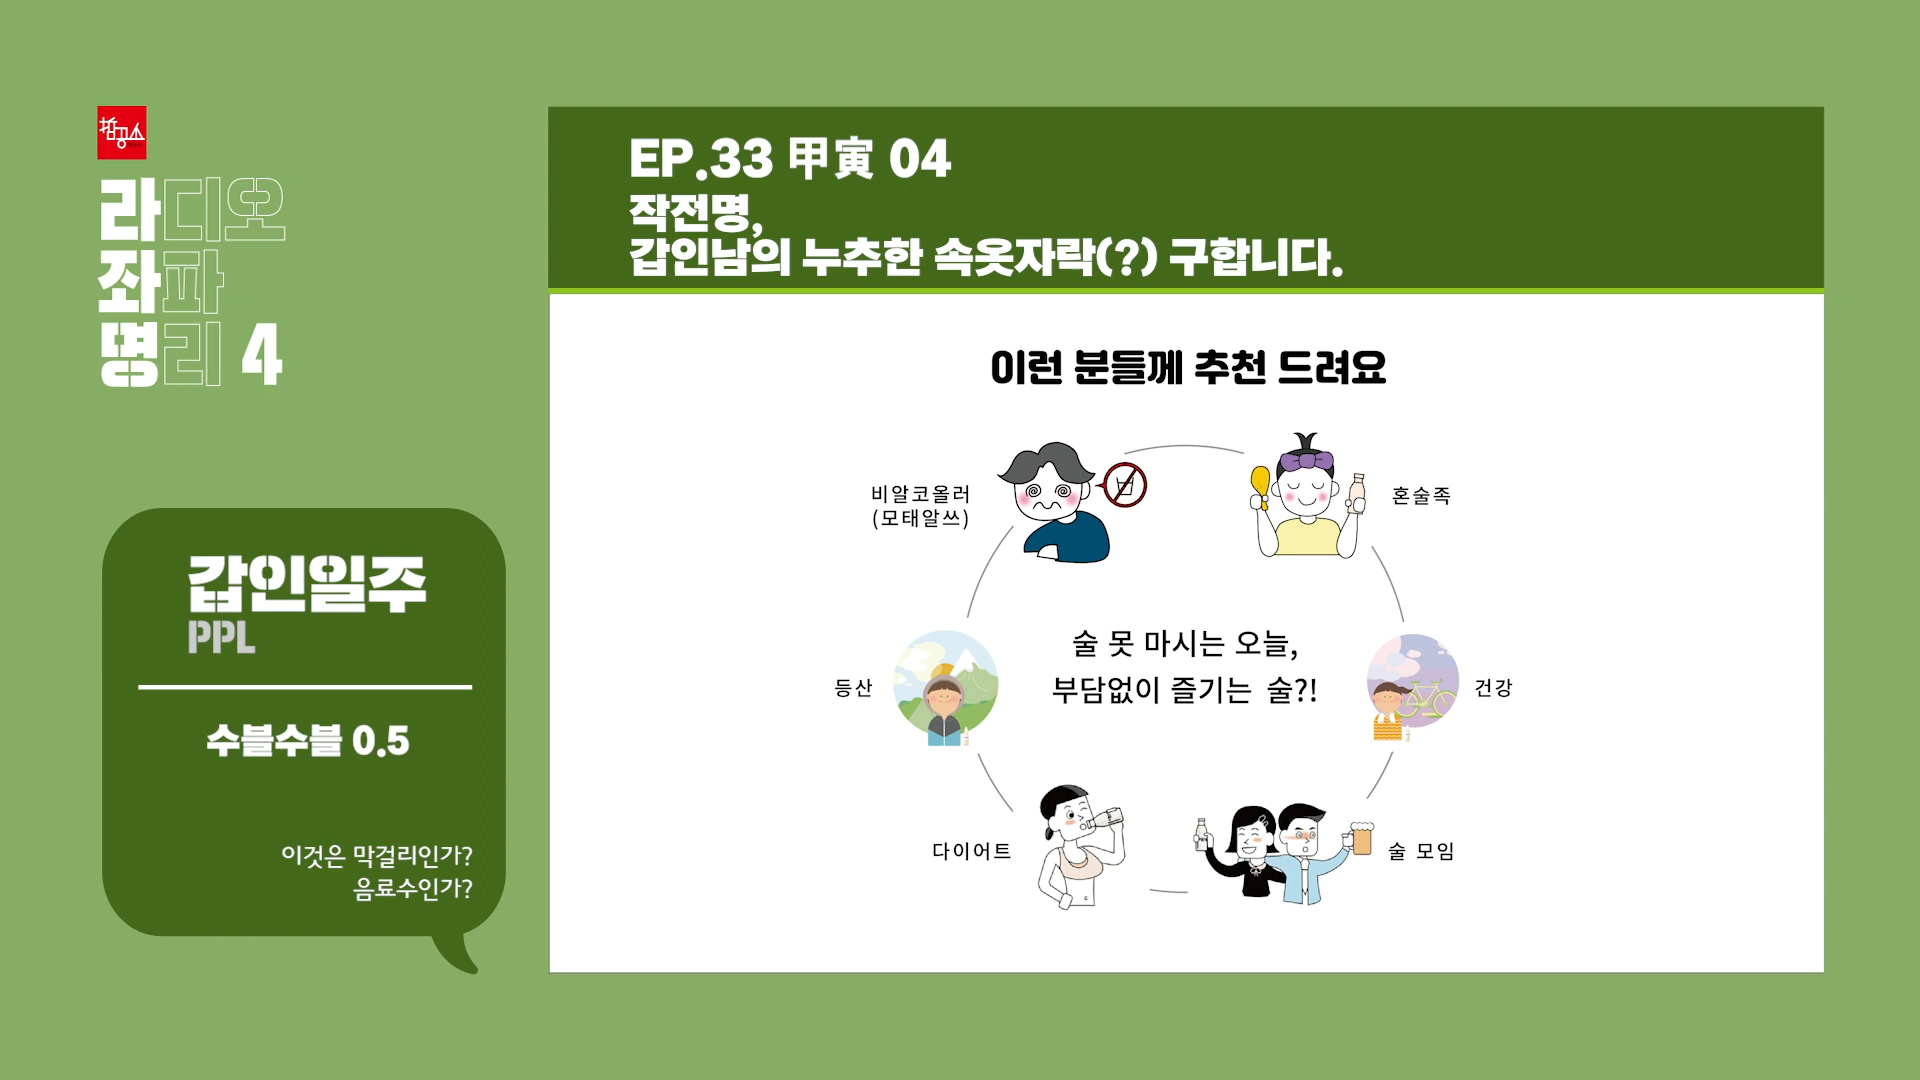 라디오
좌파
명리 4
EP.33 甲寅 04
작전명,
갑인남의 누추한 속옷자락(?) 구합니다.
갑인일주
PPL
수블수블 0.5
이것은 막걸리인가?
음료수인가?
이런 분들께 추천 드려요
비알코올러
(모태알쓰)
혼술족
술 못 마시는 오늘,
부담없이 즐기는 술?!
등산
건강
다이어트
술 모임